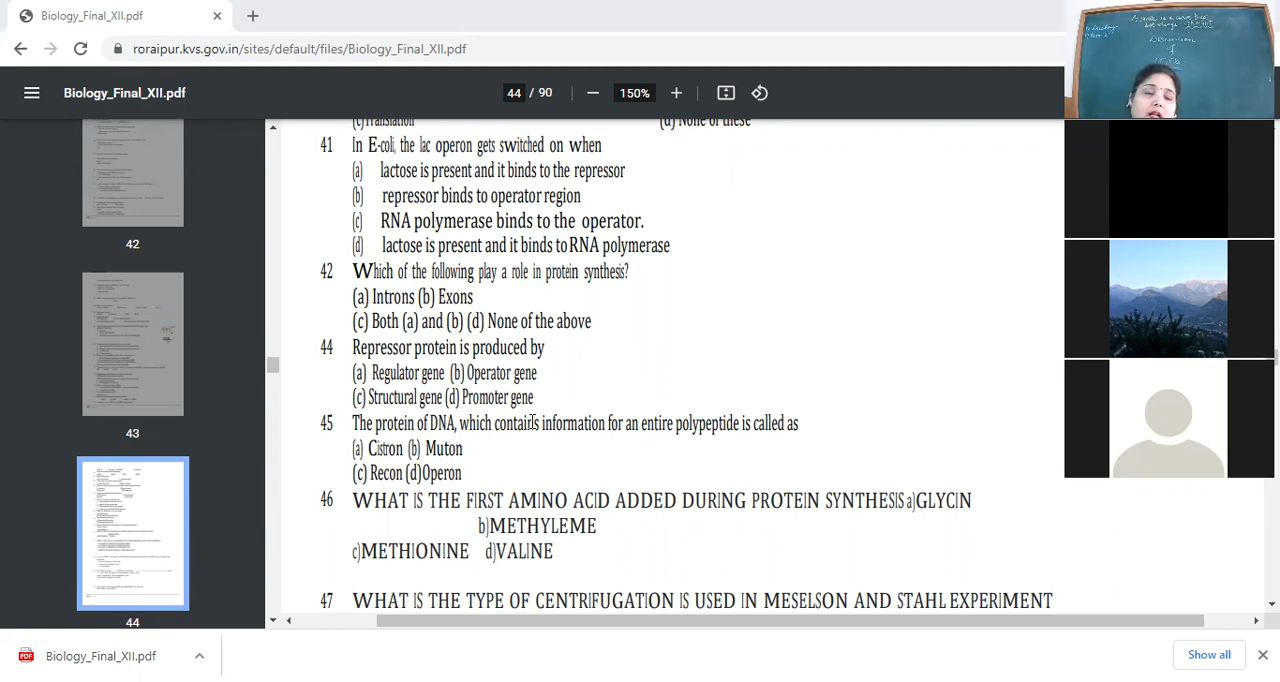 Biology_Final_XII.pdf
roraipur.kvs.gov.in/sites/default/files/Biology_Final_XII.pdf
Biology_Final_XII.pdf
44 / 90
150%
Discussion
of
(c)Translation (d) None of these
41 In E-coli, the lac operon gets switched on when
(a) lactose is present and it binds to the repressor
(b) repressor binds to operator region
(c) RNA polymerase binds to the operator.
(d) lactose is present and it binds to RNA polymerase
42 Which of the following play a role in protein synthesis?
(a) Introns (b) Exons
(c) Both (a) and (b) (d) None of the above
44 Repressor protein is produced by
(a) Regulator gene (b) Operator gene
(c) Structural gene (d) Promoter gene
45 The protein of DNA, which contains information for an entire polypeptide is called as
(a) Cistron (b) Muton
(c) Recon (d)Operon
46 WHAT IS THE FIRST AMINO ACID ADDED DURING PROTEIN SYNTHESIS a)GLYCIN
b)METHYLEME
c)METHIONINE d)VALINE
47 WHAT IS THE TYPE OF CENTRIFUGATION IS USED IN MESELSON AND STAHL EXPERIMENT
42
43
44
Biology_Final_XII.pdf
Show all